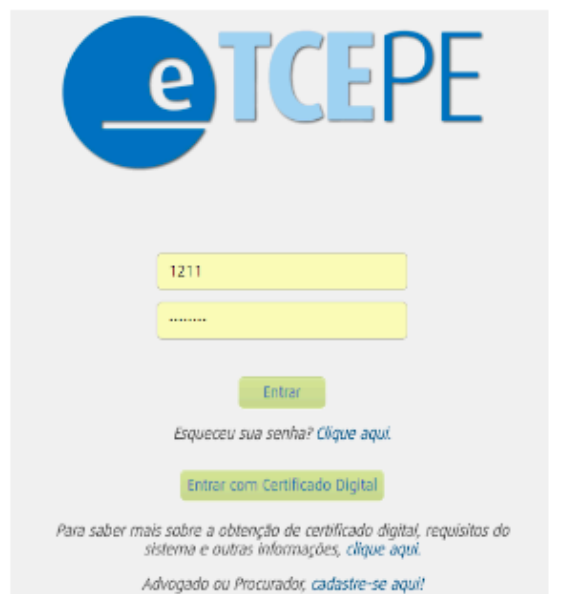 e TCEPE
1211
........
Entrar
Esqueceu sua senha? Clique aqui.
Entrar com Certificado Digital
Para saber mais sobre a obtenção de certificado digital, requisitos do
sistema e outras informações, clique aqui.
Advogado ou Procurador, cadastre-se aqui!